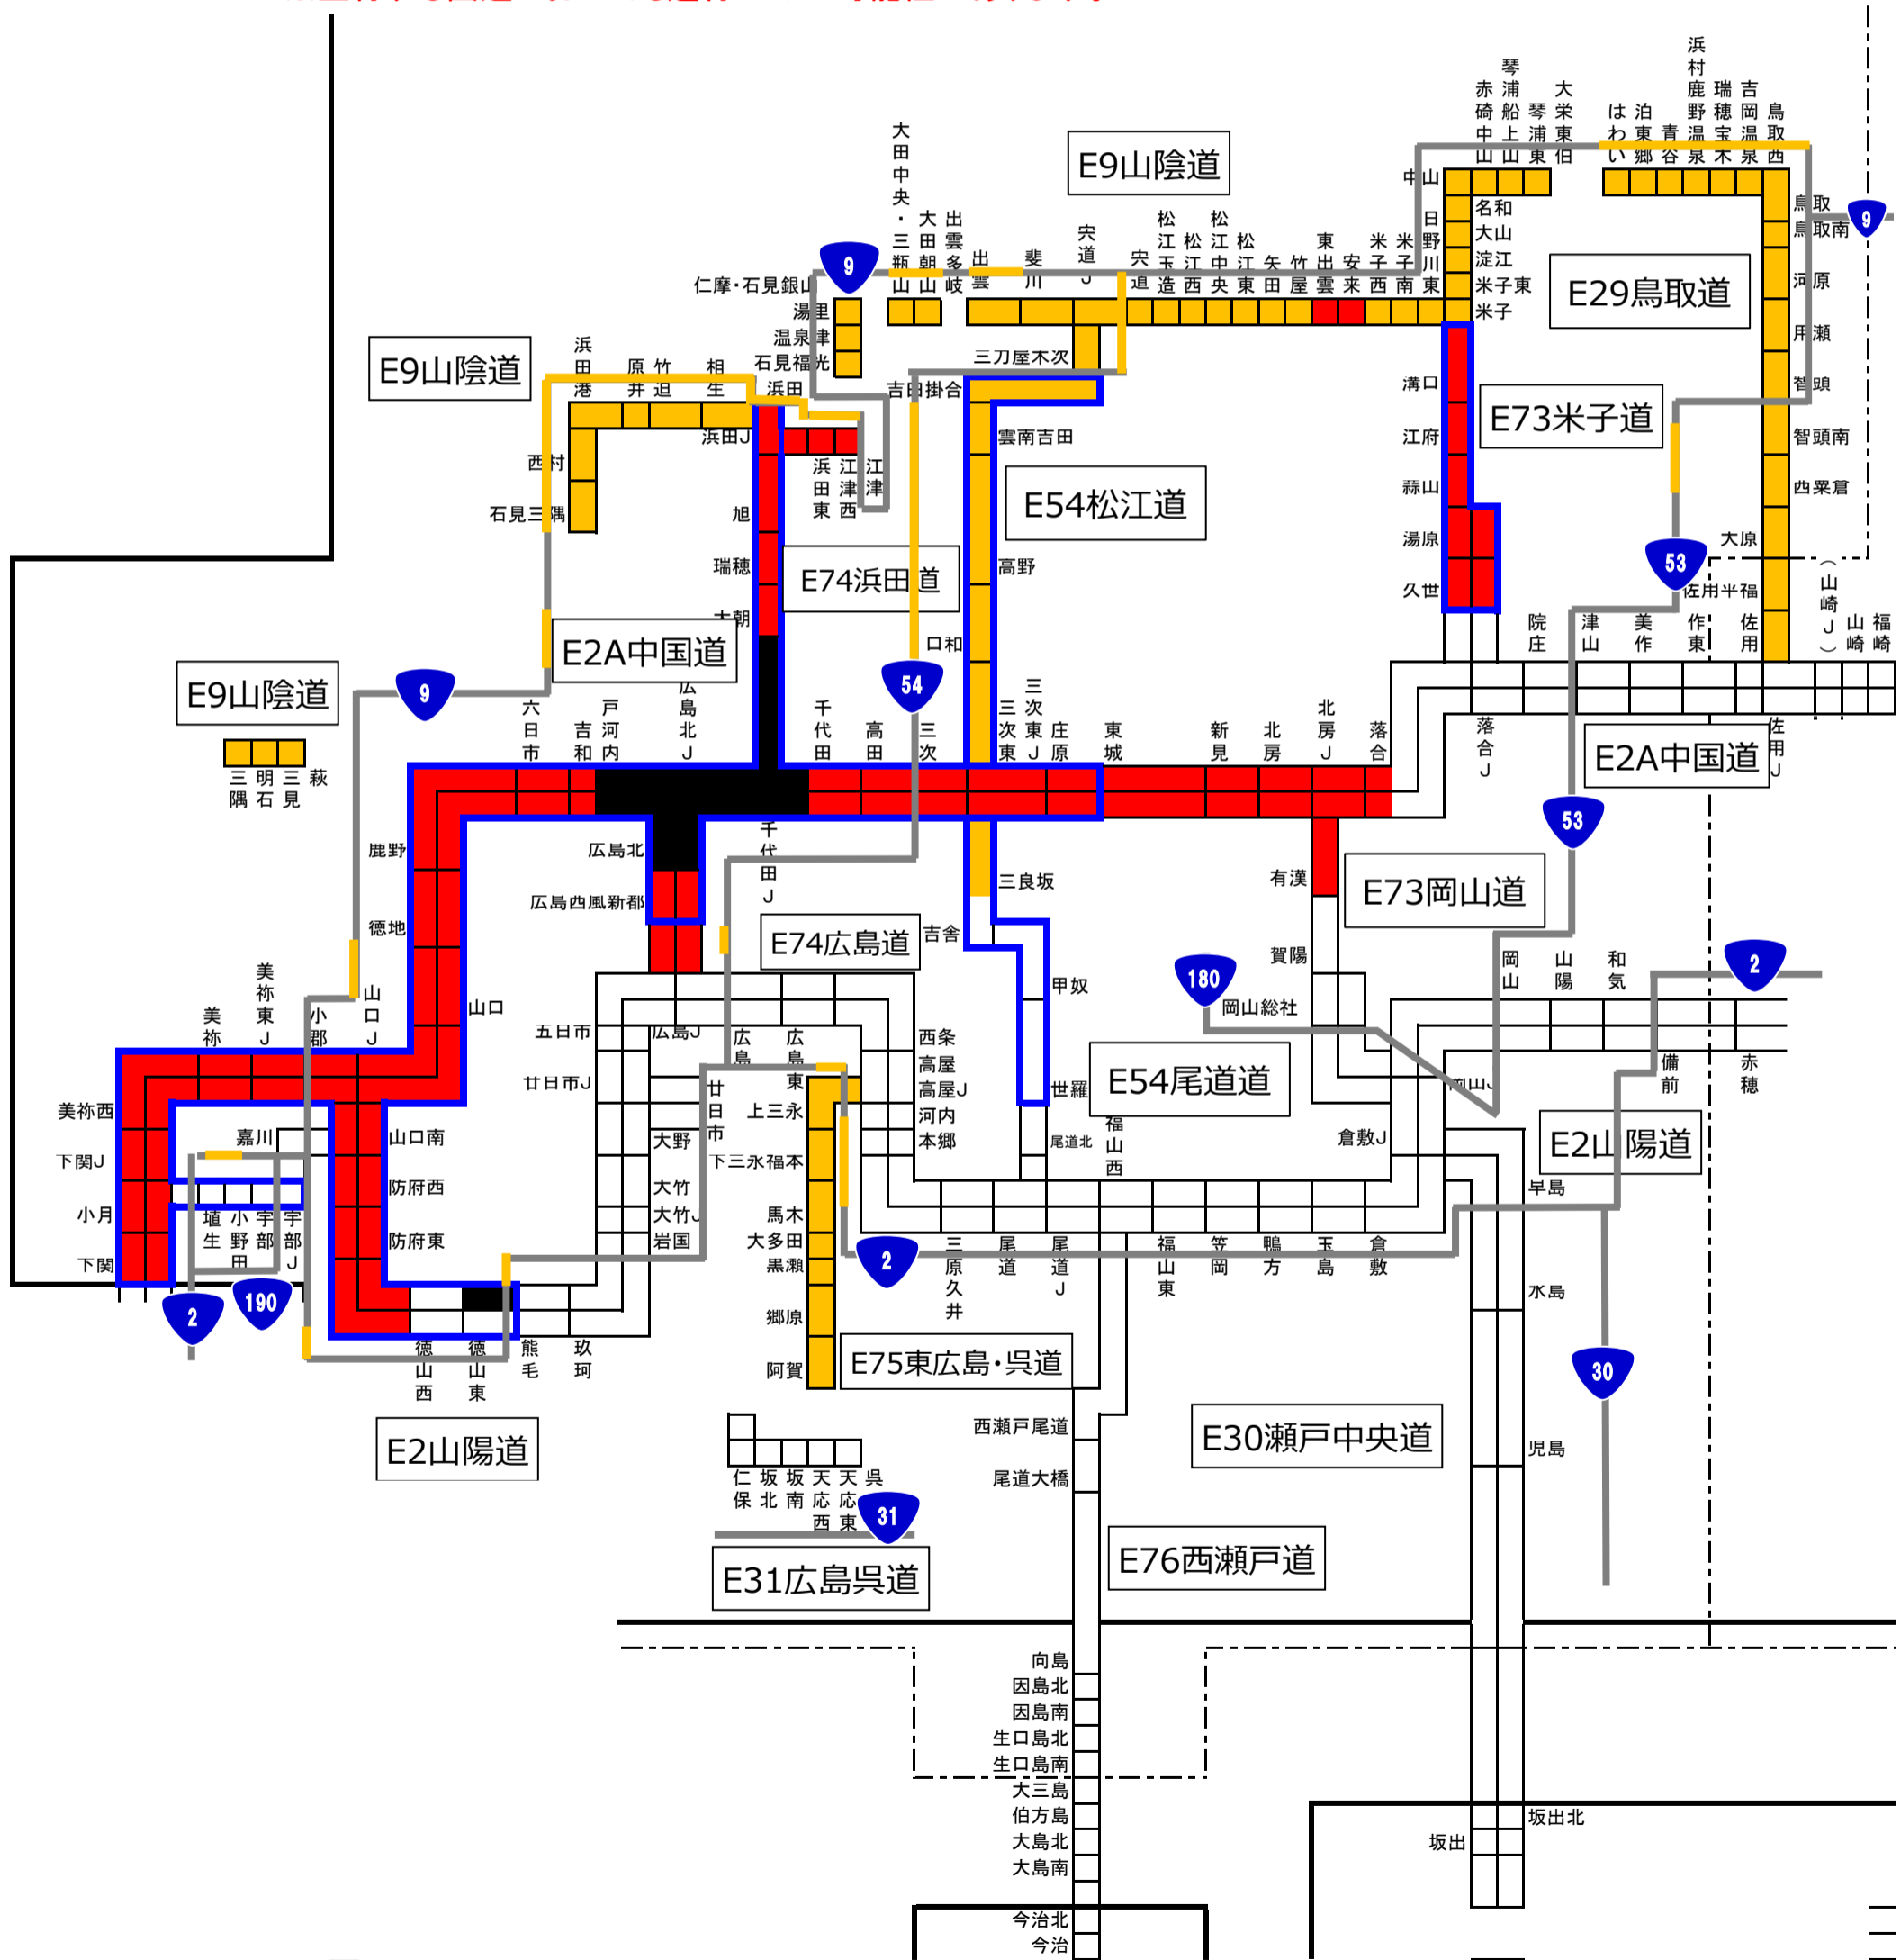 E9山陰道
E9山陰道
E9山陰道
E29鳥取道
E73米子道
E54松江道
E74浜田道
E2A中国道
E2A中国道
E73岡山道
E74広島道
E54尾道道
E2山陽道
E2山陽道
E75東広島・呉道
E30瀬戸中央道
E31広島呉道
E76西瀬戸道
9
9
9
54
53
53
180
2
2
2
190
30
31
大田中央・三瓶山
大田朝山
出雲多岐
出雲
斐川
宍道J
宍道
松江玉造
松江西
松江中央
松江東
矢田
竹屋
東出雲
安来
米子西
米子南
日野川東
赤碕中山
琴浦船上山
琴浦東
大栄東伯
はわい
泊東郷
青谷
浜村鹿野温泉
瑞穂宝木
吉岡温泉
鳥取西
中山
名和
大山
淀江
米子東
米子
鳥取
鳥取南
河原
用瀬
智頭
智頭南
西粟倉
大原
佐用平福
仁摩・石見銀山
湯里
温泉津
石見福光
浜田港
原井
竹迫
相生
浜田
浜田J
浜田東
江津西
江津
西村
石見三隅
旭
瑞穂
大朝
三刀屋木次
吉田掛合
雲南吉田
高野
口和
溝口
江府
蒜山
湯原
久世
院庄
津山
美作
作東
佐用
(山崎J)
山崎
福崎
落合J
佐用J
三隅
明石
三見
萩
六日市
吉和
戸河内
広島北J
千代田
高田
三次
三次東
三次東J
庄原
東城
新見
北房
北房J
落合
鹿野
徳地
広島北
広島西風新都
千代田J
三良坂
吉舎
甲奴
世羅
尾道北
有漢
賀陽
岡山総社
岡山
山陽
和気
備前
赤穂
岡山J
倉敷J
早島
水島
児島
坂出北
坂出
美祢
美祢東J
小郡
山口J
山口
美祢西
下関J
小月
下関
嘉川
埴生
小野田
宇部
宇部J
山口南
防府西
防府東
徳山西
徳山東
熊毛
玖珂
五日市
広島J
廿日市J
廿日市
大野
大竹
大竹J
岩国
広島
広島東
西条
高屋
高屋J
河内
本郷
上三永
下三永福本
馬木
大多田
黒瀬
郷原
阿賀
三原久井
尾道
尾道J
福山西
福山東
笠岡
鴨方
玉島
倉敷
仁保
坂北
坂南
天応西
天応東
呉
西瀬戸尾道
尾道大橋
向島
因島北
因島南
生口島北
生口島南
大三島
伯方島
大島北
大島南
今治北
今治